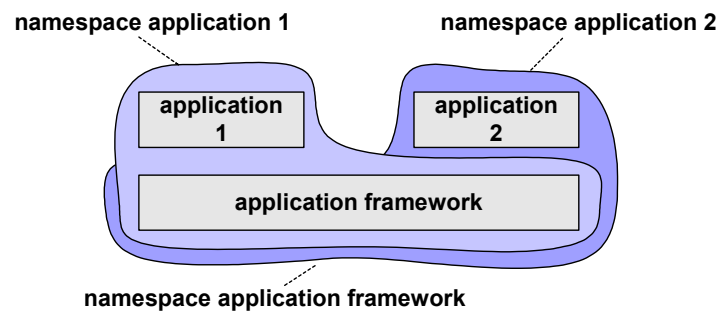 namespace application 1
namespace application 2
application
1
application
2
application framework
namespace application framework